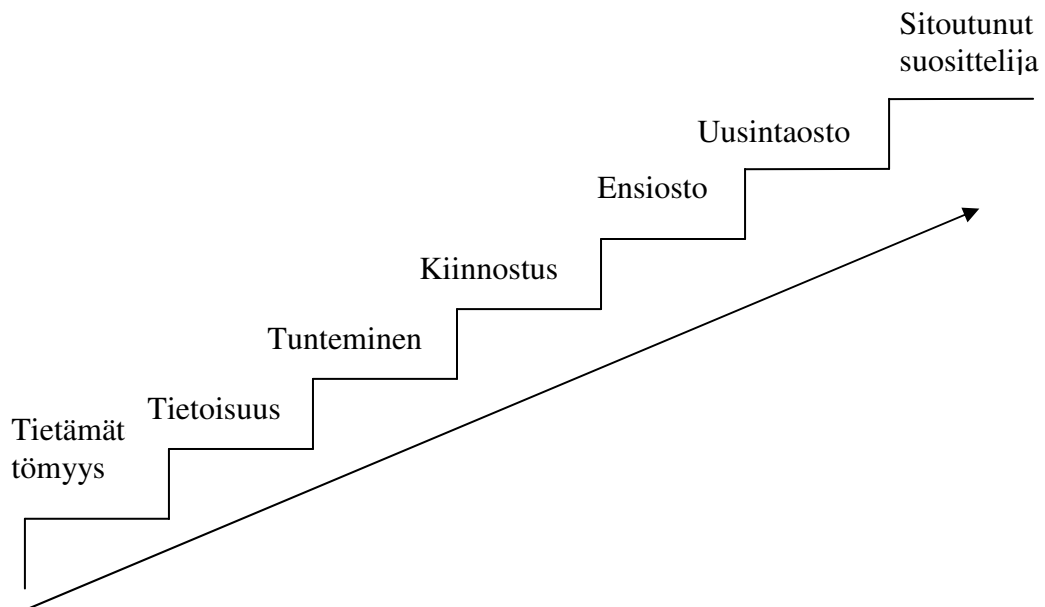 Sitoutunut
suosittelija
Uusintaosto
Ensiosto
Kiinnostus
Tunteminen
Tietoisuus
Tietämät
tömyys